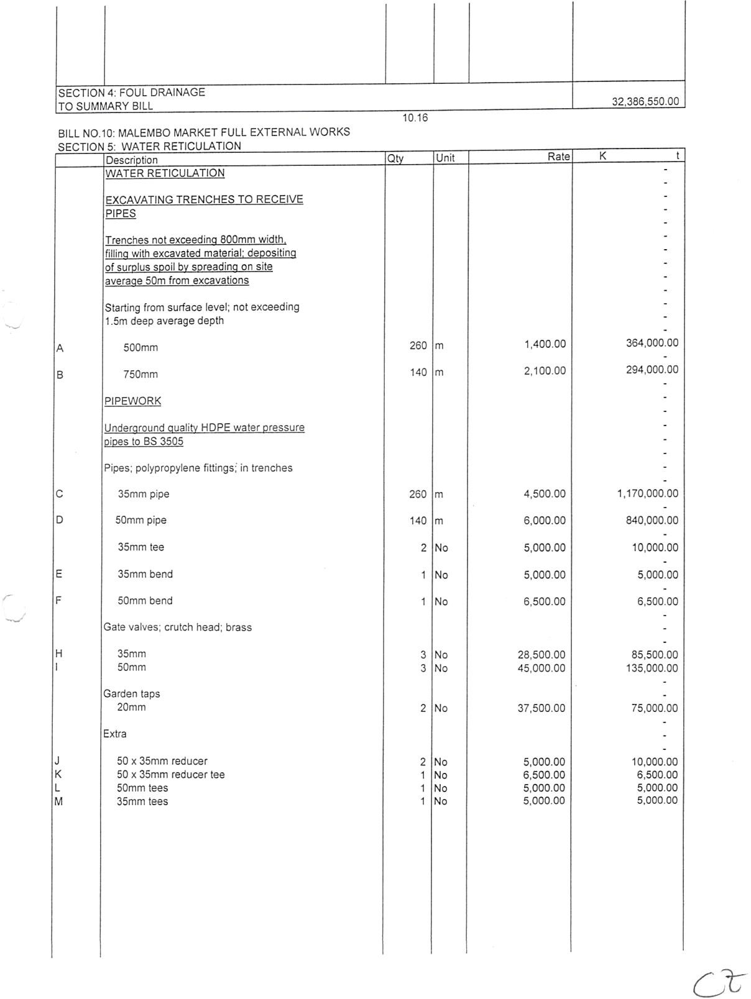 SECTION 4: FOUL DRAINAGE
TO SUMMARY BILL 32,386,550.00
10.16
BILL NO.10: MALEMBO MARKET FULL EXTERNAL WORKS
SECTION 5: WATER RETICULATION
Description Qty Unit Rate K t
WATER RETICULATION -
-
EXCAVATING TRENCHES TO RECEIVE -
PIPES -
-
Trenches not exceeding 800mm width, -
filling with excavated material; depositing -
of surplus spoil by spreading on site -
average 50m from excavations -
-
Starting from surface level; not exceeding -
1.5m deep average depth -
-
A 500mm 260 m 1,400.00 364,000.00
-
B 750mm 140 m 2,100.00 294,000.00
-
PIPEWORK -
-
Underground quality HDPE water pressure -
pipes to BS 3505 -
-
Pipes; polypropylene fittings; in trenches -
-
C 35mm pipe 260 m 4,500.00 1,170,000.00
-
D 50mm pipe 140 m 6,000.00 840,000.00
-
35mm tee 2 No 5,000.00 10,000.00
-
E 35mm bend 1 No 5,000.00 5,000.00
-
F 50mm bend 1 No 6,500.00 6,500.00
-
Gate valves; crutch head; brass -
-
H 35mm 3 No 28,500.00 85,500.00
I 50mm 3 No 45,000.00 135,000.00
-
Garden taps -
20mm 2 No 37,500.00 75,000.00
-
Extra -
-
J 50 x 35mm reducer 2 No 5,000.00 10,000.00
K 50 x 35mm reducer tee 1 No 6,500.00 6,500.00
L 50mm tees 1 No 5,000.00 5,000.00
M 35mm tees 1 No 5,000.00 5,000.00